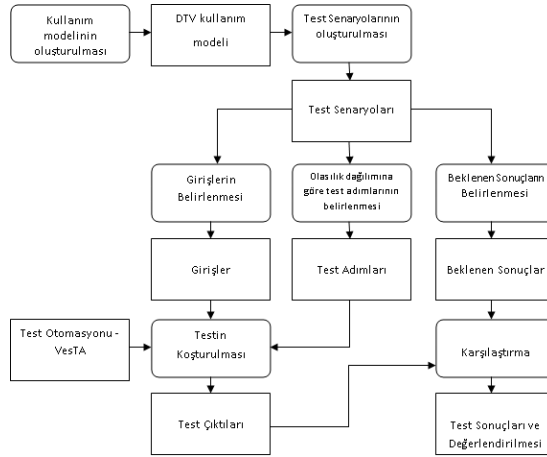 Kullanım
modelinin
oluşturulması
DTV kullanım
modeli
Test Senaryolarının
oluşturulması
Test Senaryoları
Girişlerin
Belirlenmesi
Olasılık dağılımına
göre test adımlarının
belirlenmesi
Beklenen Sonuçların
Belirlenmesi
Girişler
Test Adımları
Beklenen Sonuçlar
Test Otomasyonu -
VesTA
Testin
Koşturulması
Karşılaştırma
Test Çıktıları
Test Sonuçları ve
Değerlendirilmesi